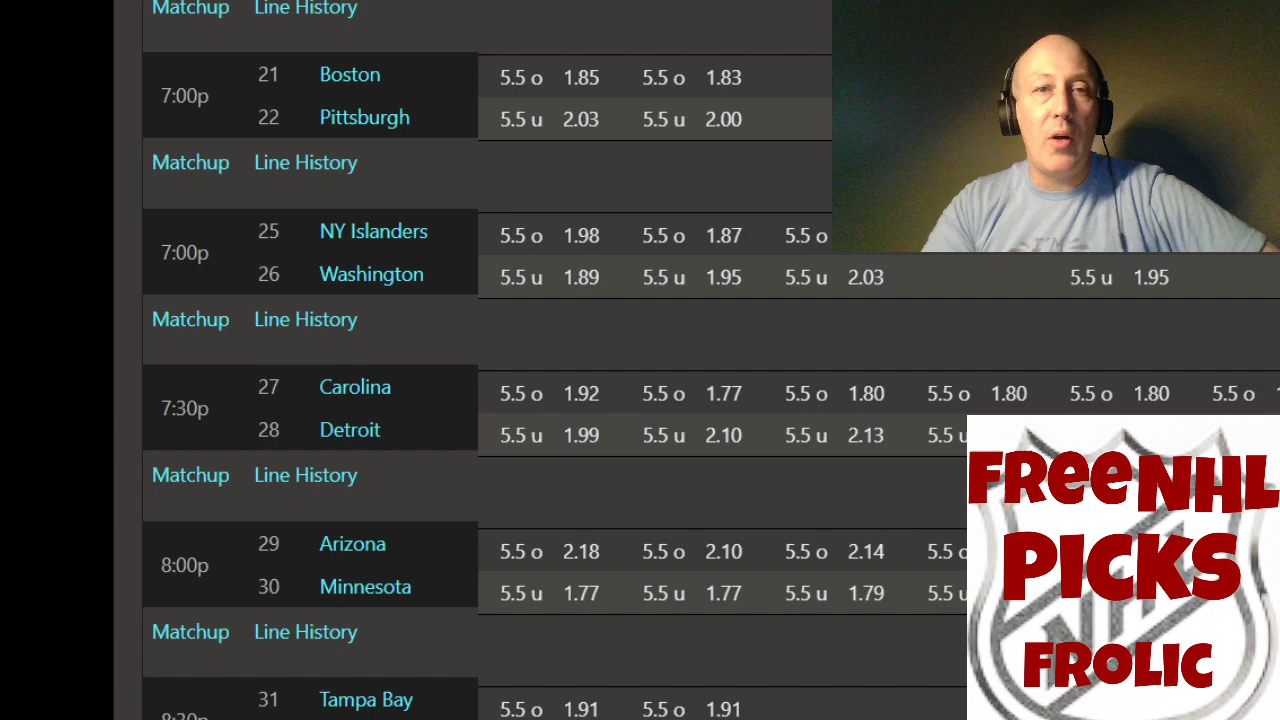 Matchup Line History
7:00p 21 Boston 5.5 o 1.85 5.5 o 1.83
22 Pittsburgh 5.5 u 2.03 5.5 u 2.00
Matchup Line History
7:00p 25 NY Islanders 5.5 o 1.98 5.5 o 1.87 5.5 o
26 Washington 5.5 u 1.89 5.5 u 1.95 5.5 u 2.03 5.5 u 1.95
Matchup Line History
7:30p 27 Carolina 5.5 o 1.92 5.5 o 1.77 5.5 o 1.80 5.5 o 1.80 5.5 o 1.80 5.5 o
28 Detroit 5.5 u 1.99 5.5 u 2.10 5.5 u 2.13 5.5 u
Matchup Line History
8:00p 29 Arizona 5.5 o 2.18 5.5 o 2.10 5.5 o 2.14 5.5 o
30 Minnesota 5.5 u 1.77 5.5 u 1.77 5.5 u 1.79 5.5 u
Matchup Line History
31 Tampa Bay 5.5 o 1.91 5.5 o 1.91
FREE NHL
PICKS
NHL
FROLIC